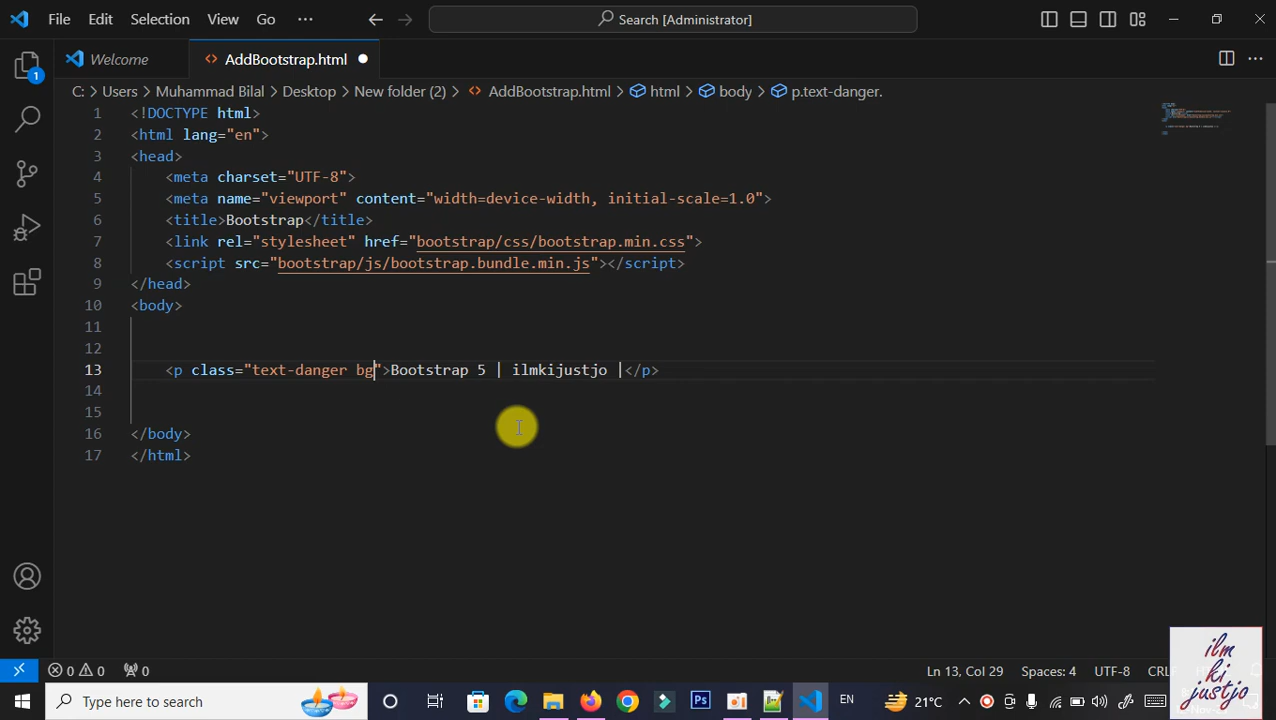 File Edit Selection View Go ··· Search [Administrator]
Welcome AddBootstrap.html
C: > Users > Muhammad Bilal > Desktop > New folder (2) > AddBootstrap.html > html > body > p.text-danger.
1 <!DOCTYPE html>
2 <html lang="en">
3 <head>
4 <meta charset="UTF-8">
5 <meta name="viewport" content="width=device-width, initial-scale=1.0">
6 <title>Bootstrap</title>
7 <link rel="stylesheet" href="bootstrap/css/bootstrap.min.css">
8 <script src="bootstrap/js/bootstrap.bundle.min.js"></script>
9 </head>
10 <body>
11
12
13 <p class="text-danger bg">Bootstrap 5 | ilmkijustjo |</p>
14
15
16 </body>
17 </html>
1
0 0 0 Ln 13, Col 29 Spaces: 4 UTF-8 CRLF
Type here to search Ps EN 21°C
ilm
ki
justjo